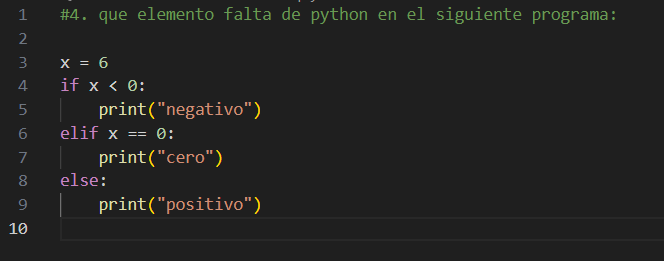 1 #4. que elemento falta de python en el siguiente programa:
2
3 x = 6
4 if x < 0:
5     print("negativo")
6 elif x == 0:
7     print("cero")
8 else:
9     print("positivo")
10